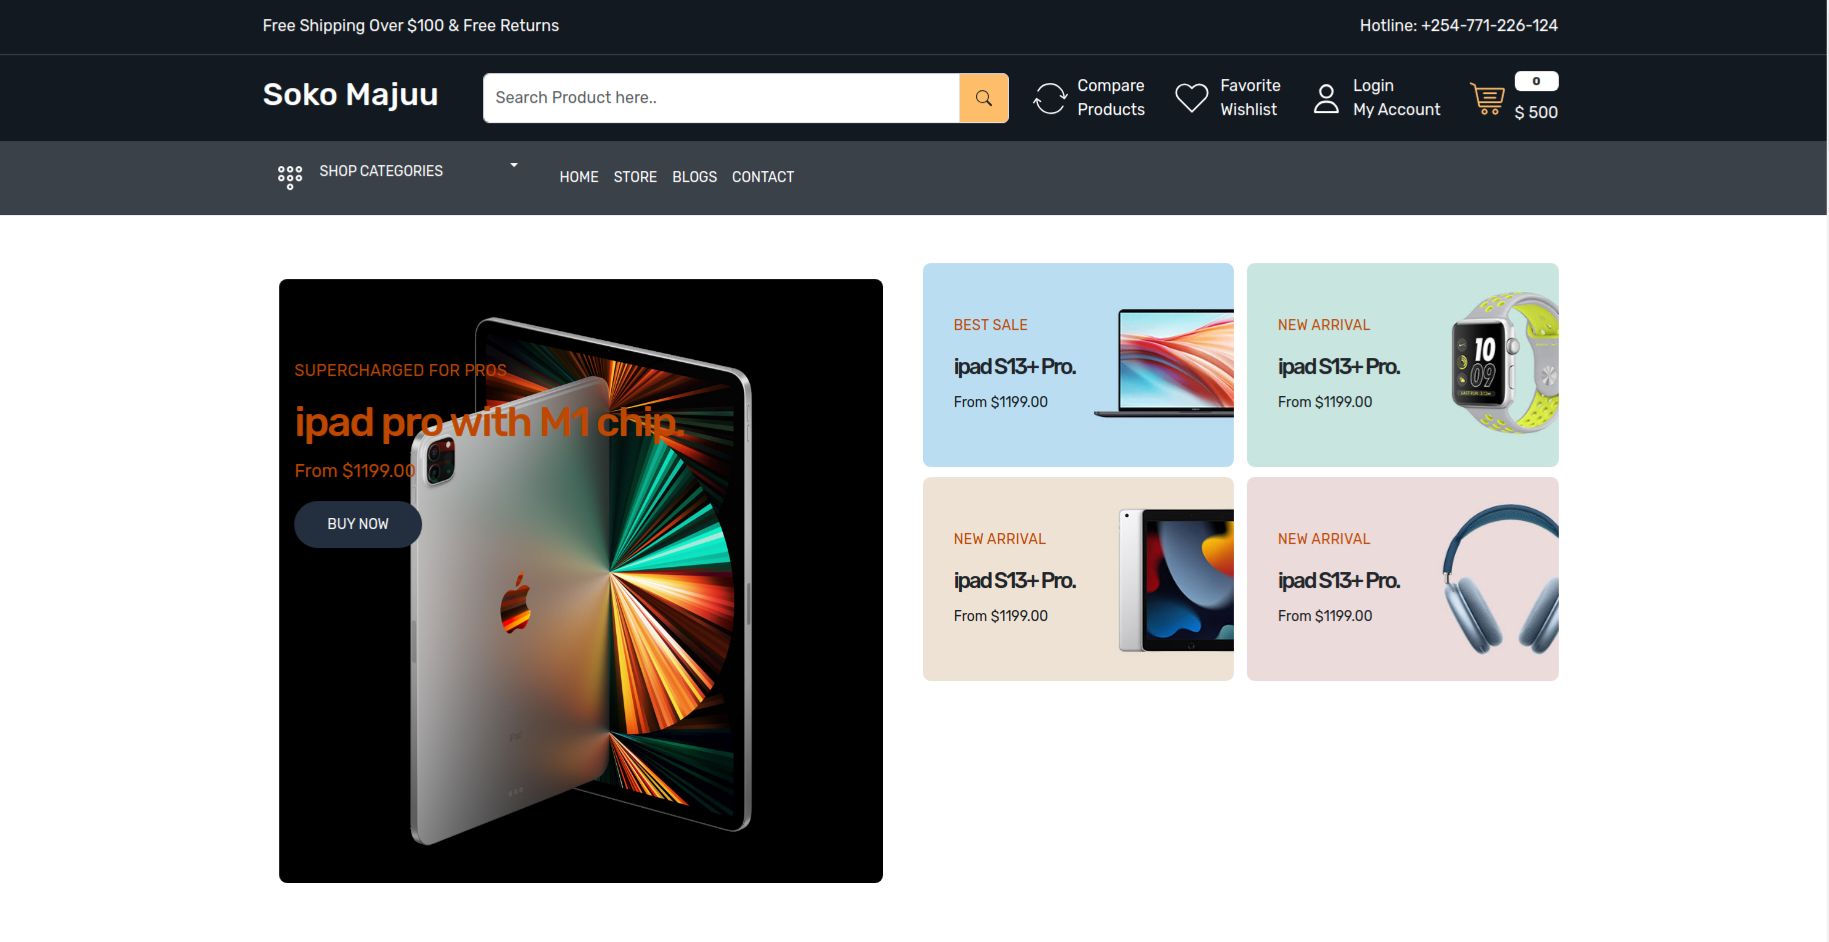 Free Shipping Over $100 & Free Returns
Hotline: +254-771-226-124
Soko Majuu
Search Product here..
Compare
Products
Favorite
Wishlist
Login
My Account
0
$ 500
SHOP CATEGORIES
HOME
STORE
BLOGS
CONTACT
SUPERCHARGED FOR PROS
ipad pro with M1 chip.
From $1199.00
BUY NOW
BEST SALE
ipad S13+ Pro.
From $1199.00
NEW ARRIVAL
ipad S13+ Pro.
From $1199.00
10
09
NEW ARRIVAL
ipad S13+ Pro.
From $1199.00
NEW ARRIVAL
ipad S13+ Pro.
From $1199.00